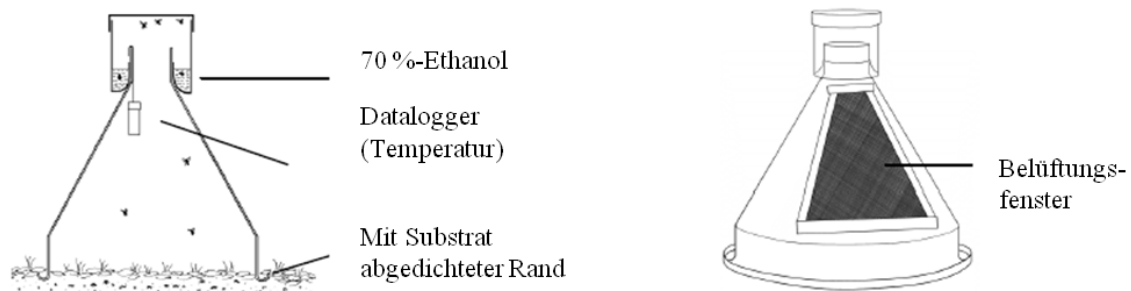 70 %-Ethanol
Datalogger
(Temperatur)
Mit Substrat
abgedichteter Rand
Belüftungs-
fenster